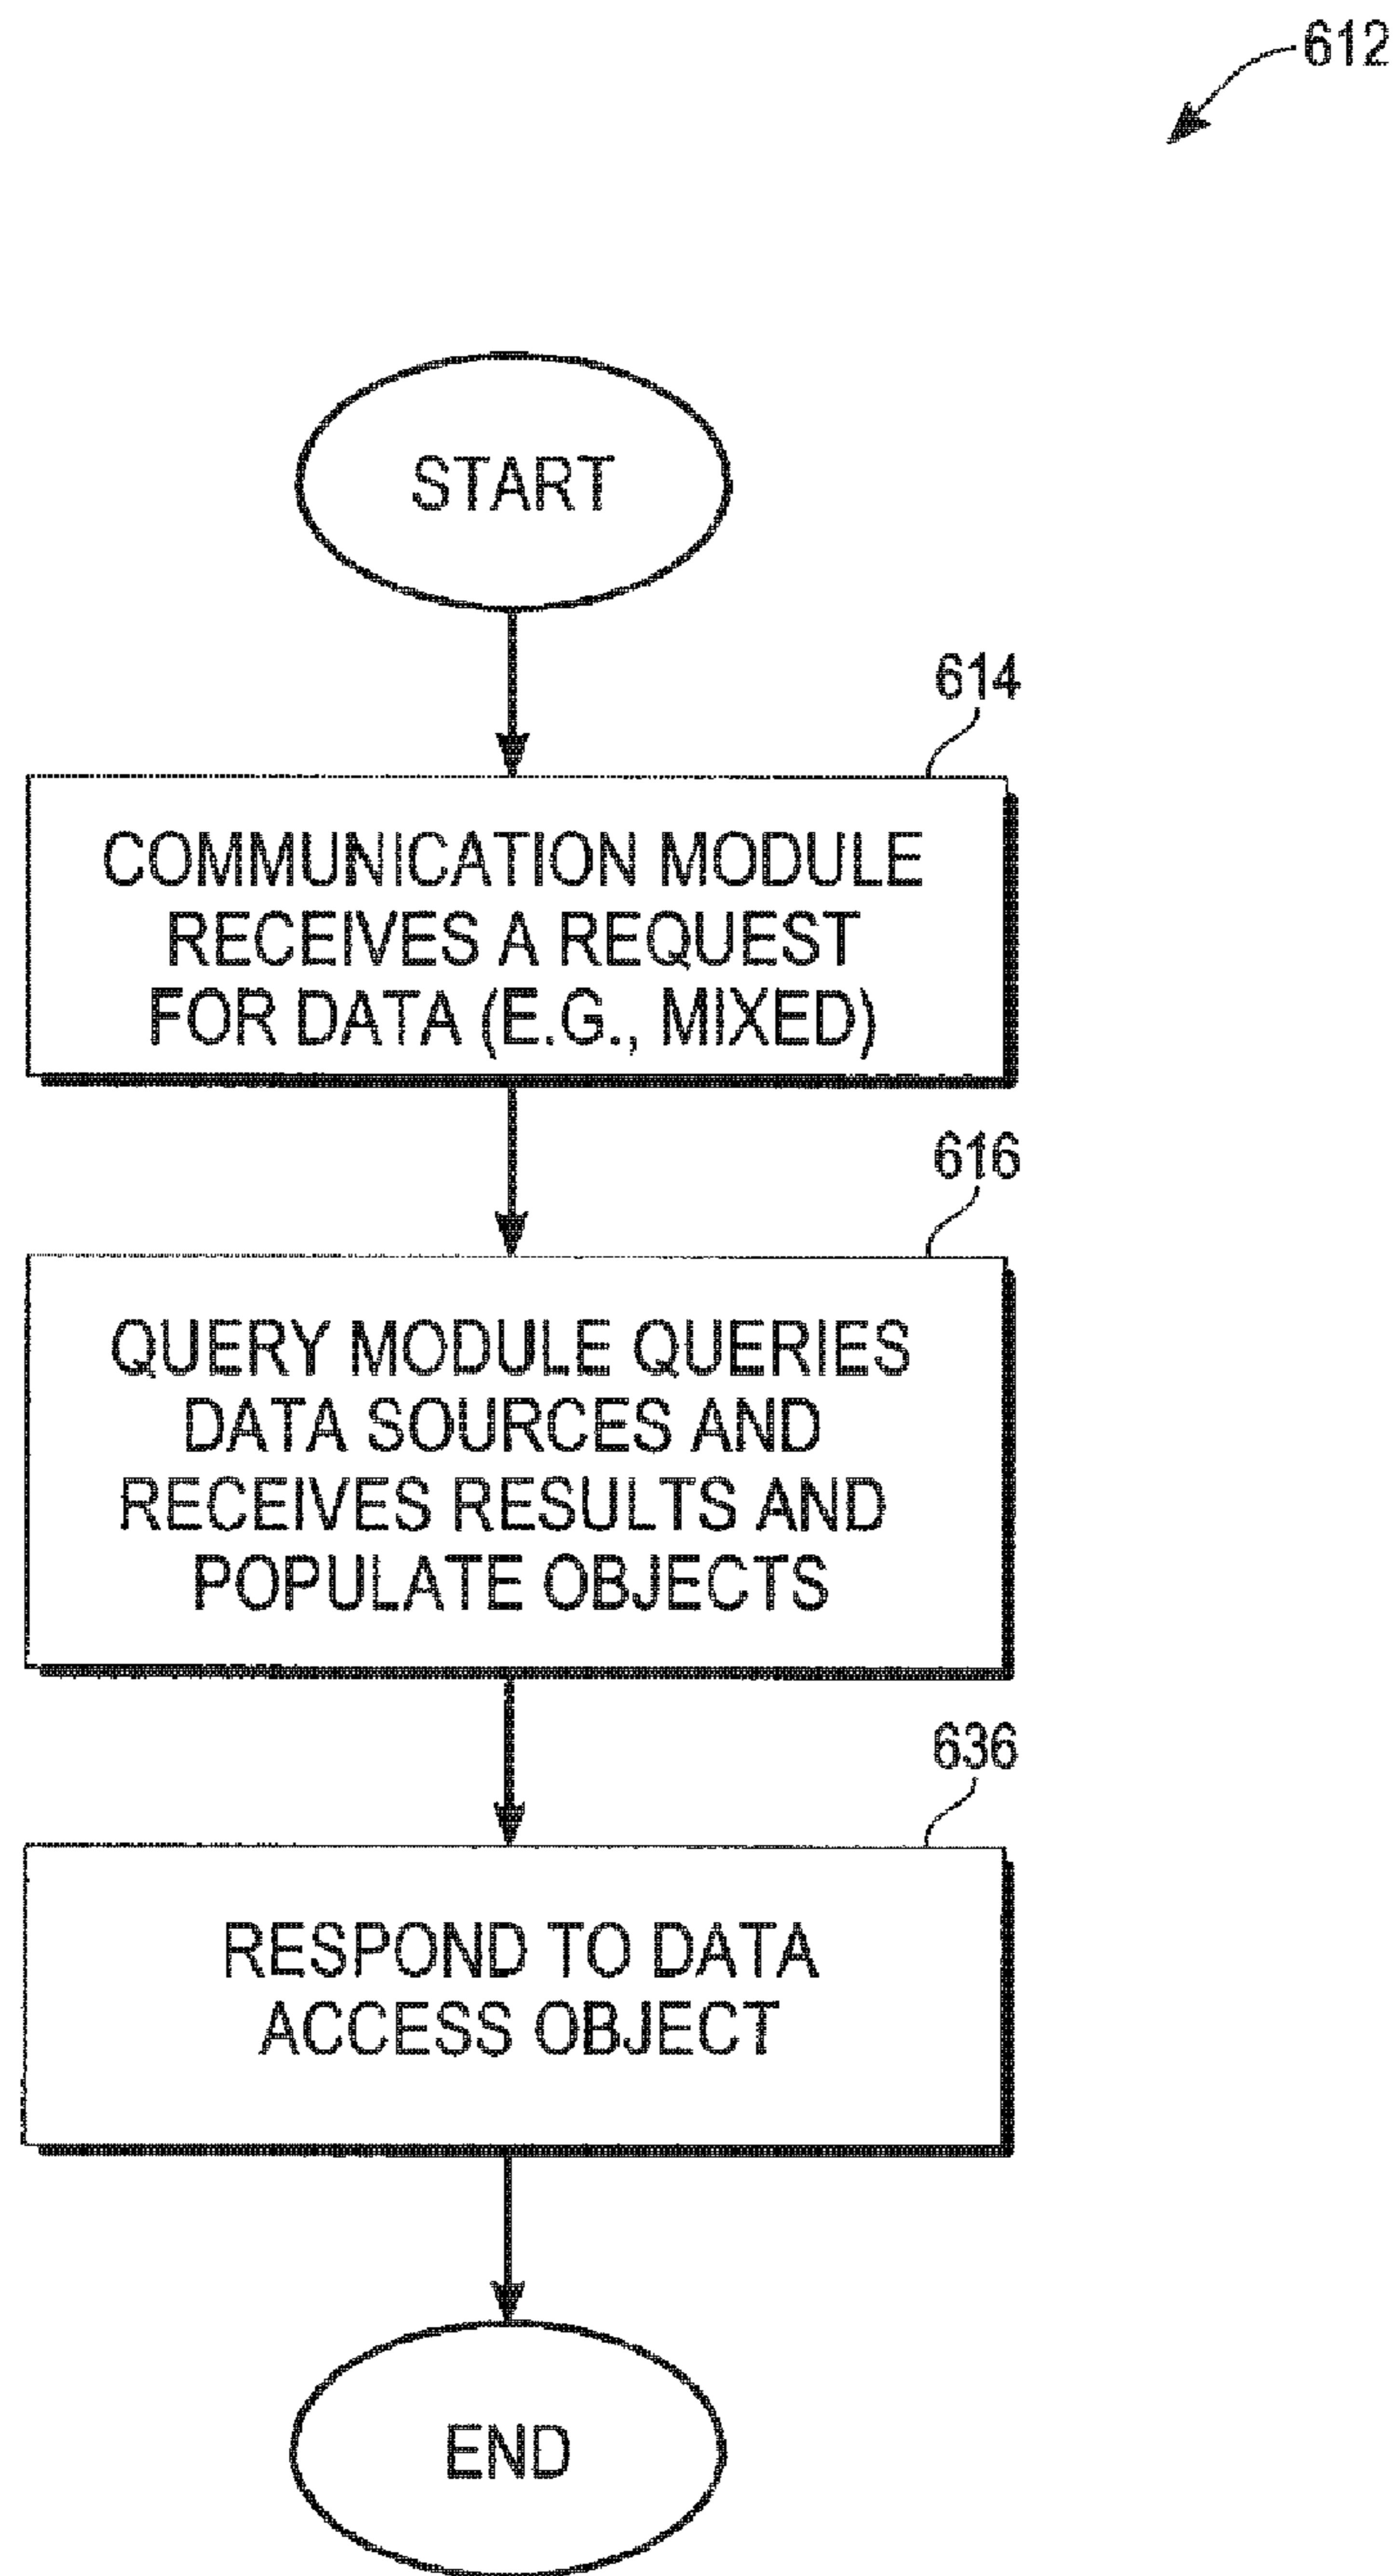 612
START
614
COMMUNICATION MODULE
RECEIVES A REQUEST
FOR DATA (E.G., MIXED)
616
QUERY MODULE QUERIES
DATA SOURCES AND
RECEIVES RESULTS AND
POPULATE OBJECTS
636
RESPOND TO DATA
ACCESS OBJECT
END